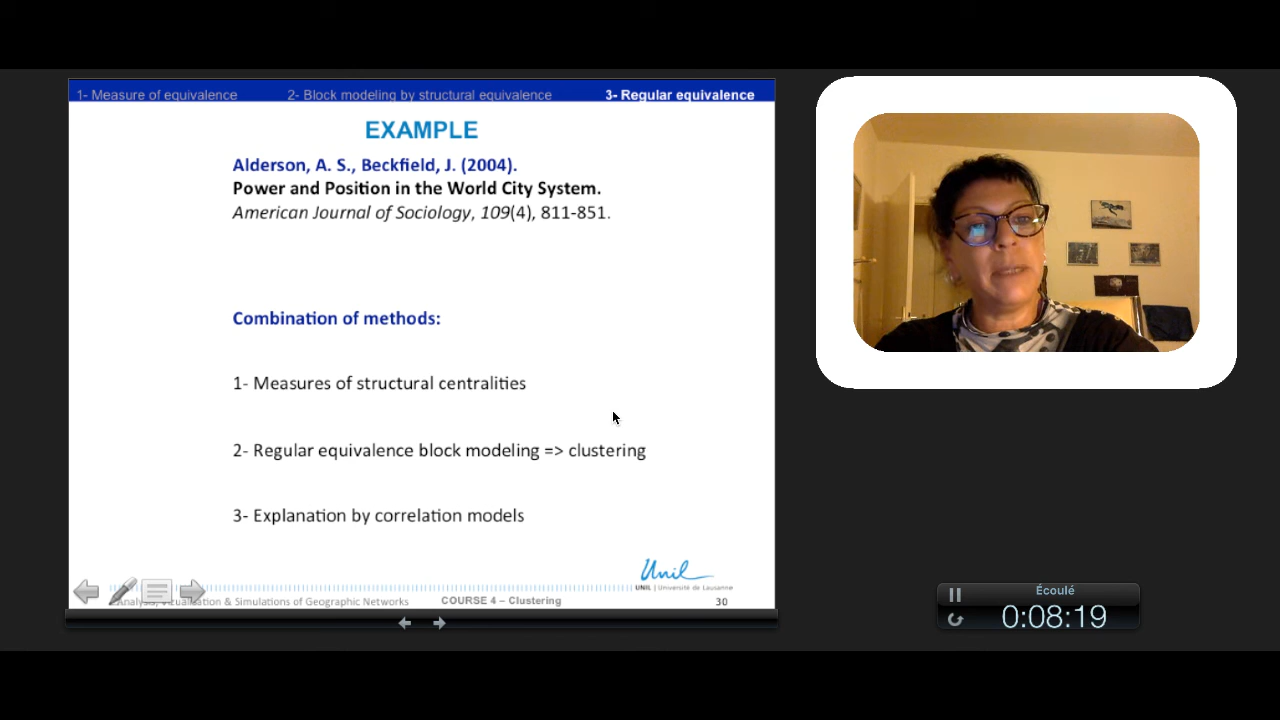 1- Measure of equivalence 2- Block modeling by structural equivalence 3- Regular equivalence
EXAMPLE
Alderson, A. S., Beckfield, J. (2004).
Power and Position in the World City System.
American Journal of Sociology, 109(4), 811-851.
Combination of methods:
1- Measures of structural centralities
2- Regular equivalence block modeling => clustering
3- Explanation by correlation models
Unil
UNIL | Université de Lausanne
& Simulations of Geographic Networks COURSE 4 – Clustering 30
Écoulé
0:08:19